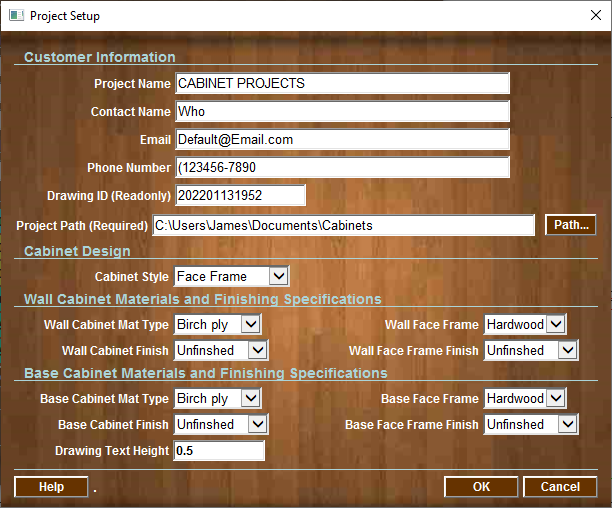 Project Setup
Customer Information
Project Name CABINET PROJECTS
Contact Name Who
Email Default@Email.com
Phone Number (123456-7890
Drawing ID (Readonly) 202201131952
Project Path (Required) C:\Users\James\Documents\Cabinets Path...
Cabinet Design
Cabinet Style Face Frame
Wall Cabinet Materials and Finishing Specifications
Wall Cabinet Mat Type Birch ply Wall Face Frame Hardwood
Wall Cabinet Finish Unfinshed Wall Face Frame Finish Unfinshed
Base Cabinet Materials and Finishing Specifications
Base Cabinet Mat Type Birch ply Base Face Frame Hardwood
Base Cabinet Finish Unfinshed Base Face Frame Finish Unfinshed
Drawing Text Height 0.5
Help . OK Cancel